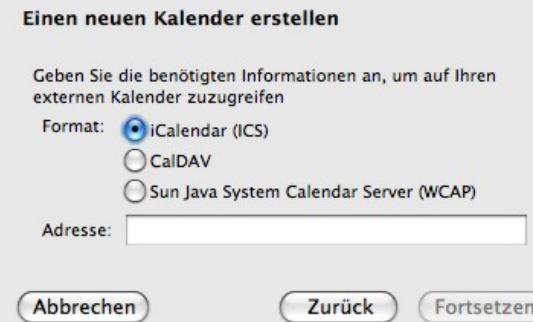 Einen neuen Kalender erstellen
Geben Sie die benötigten Informationen an, um auf Ihren
externen Kalender zuzugreifen
Format: iCalendar (ICS)
CalDAV
Sun Java System Calendar Server (WCAP)
Adresse:
Abbrechen Zurück Fortsetzen